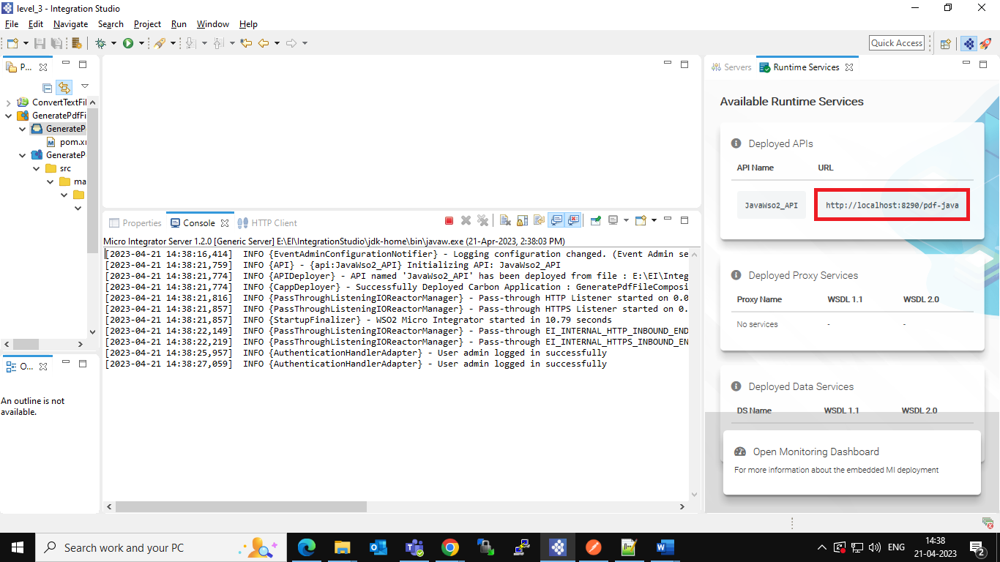 level_3 - Integration Studio
File Edit Navigate Search Project Run Window Help
Quick Access
P...
ConvertTextFil
GeneratePdfFi
GenerateP
pom.x
GenerateP
src
ma
O...
An outline is not
available.
Properties Console HTTP Client
Micro Integrator Server 1.2.0 [Generic Server] E:\EI\IntegrationStudio\jdk-home\bin\javaw.exe (21-Apr-2023, 2:38:03 PM)
[2023-04-21 14:38:16,414] INFO {EventAdminConfigurationNotifier} - Logging configuration changed. (Event Admin se
[2023-04-21 14:38:21,759] INFO {API} - {api:JavaWso2_API} Initializing API: JavaWso2_API
[2023-04-21 14:38:21,774] INFO {APIDeployer} - API named 'JavaWso2_API' has been deployed from file : E:\EI\Integ
[2023-04-21 14:38:21,774] INFO {CappDeployer} - Successfully Deployed Carbon Application : GeneratePdfFileComposi
[2023-04-21 14:38:21,816] INFO {PassThroughListeningIOReactorManager} - Pass-through HTTP Listener started on 0.0
[2023-04-21 14:38:21,857] INFO {PassThroughListeningIOReactorManager} - Pass-through HTTPS Listener started on 0.
[2023-04-21 14:38:21,857] INFO {StartupFinalizer} - WSO2 Micro Integrator started in 10.79 seconds
[2023-04-21 14:38:22,149] INFO {PassThroughListeningIOReactorManager} - Pass-through EI_INTERNAL_HTTP_INBOUND_END
[2023-04-21 14:38:22,219] INFO {PassThroughListeningIOReactorManager} - Pass-through EI_INTERNAL_HTTPS_INBOUND_EN
[2023-04-21 14:38:25,957] INFO {AuthenticationHandlerAdapter} - User admin logged in successfully
[2023-04-21 14:38:27,059] INFO {AuthenticationHandlerAdapter} - User admin logged in successfully
Servers Runtime Services
Available Runtime Services
Deployed APIs
API Name URL
JavaWso2_API http://localhost:8290/pdf-java
Deployed Proxy Services
Proxy Name WSDL 1.1 WSDL 2.0
No services - -
Deployed Data Services
DS Name WSDL 1.1 WSDL 2.0
Open Monitoring Dashboard
For more information about the embedded MI deployment
Search work and your PC
ENG
14:38
21-04-2023
2